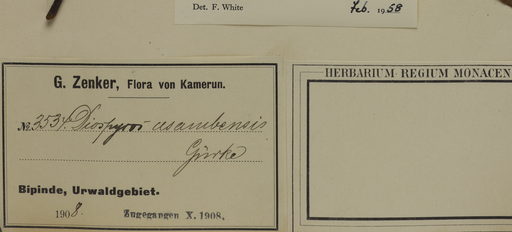 Det. F. White Feb. 1958
G. Zenker, Flora von Kamerun.
HERBARIUM REGIUM MONACEN
No. 3534. Diospyros usambensis
Gürke
Bipinde, Urwaldgebiet.
1908.
Zugegangen X. 1908.